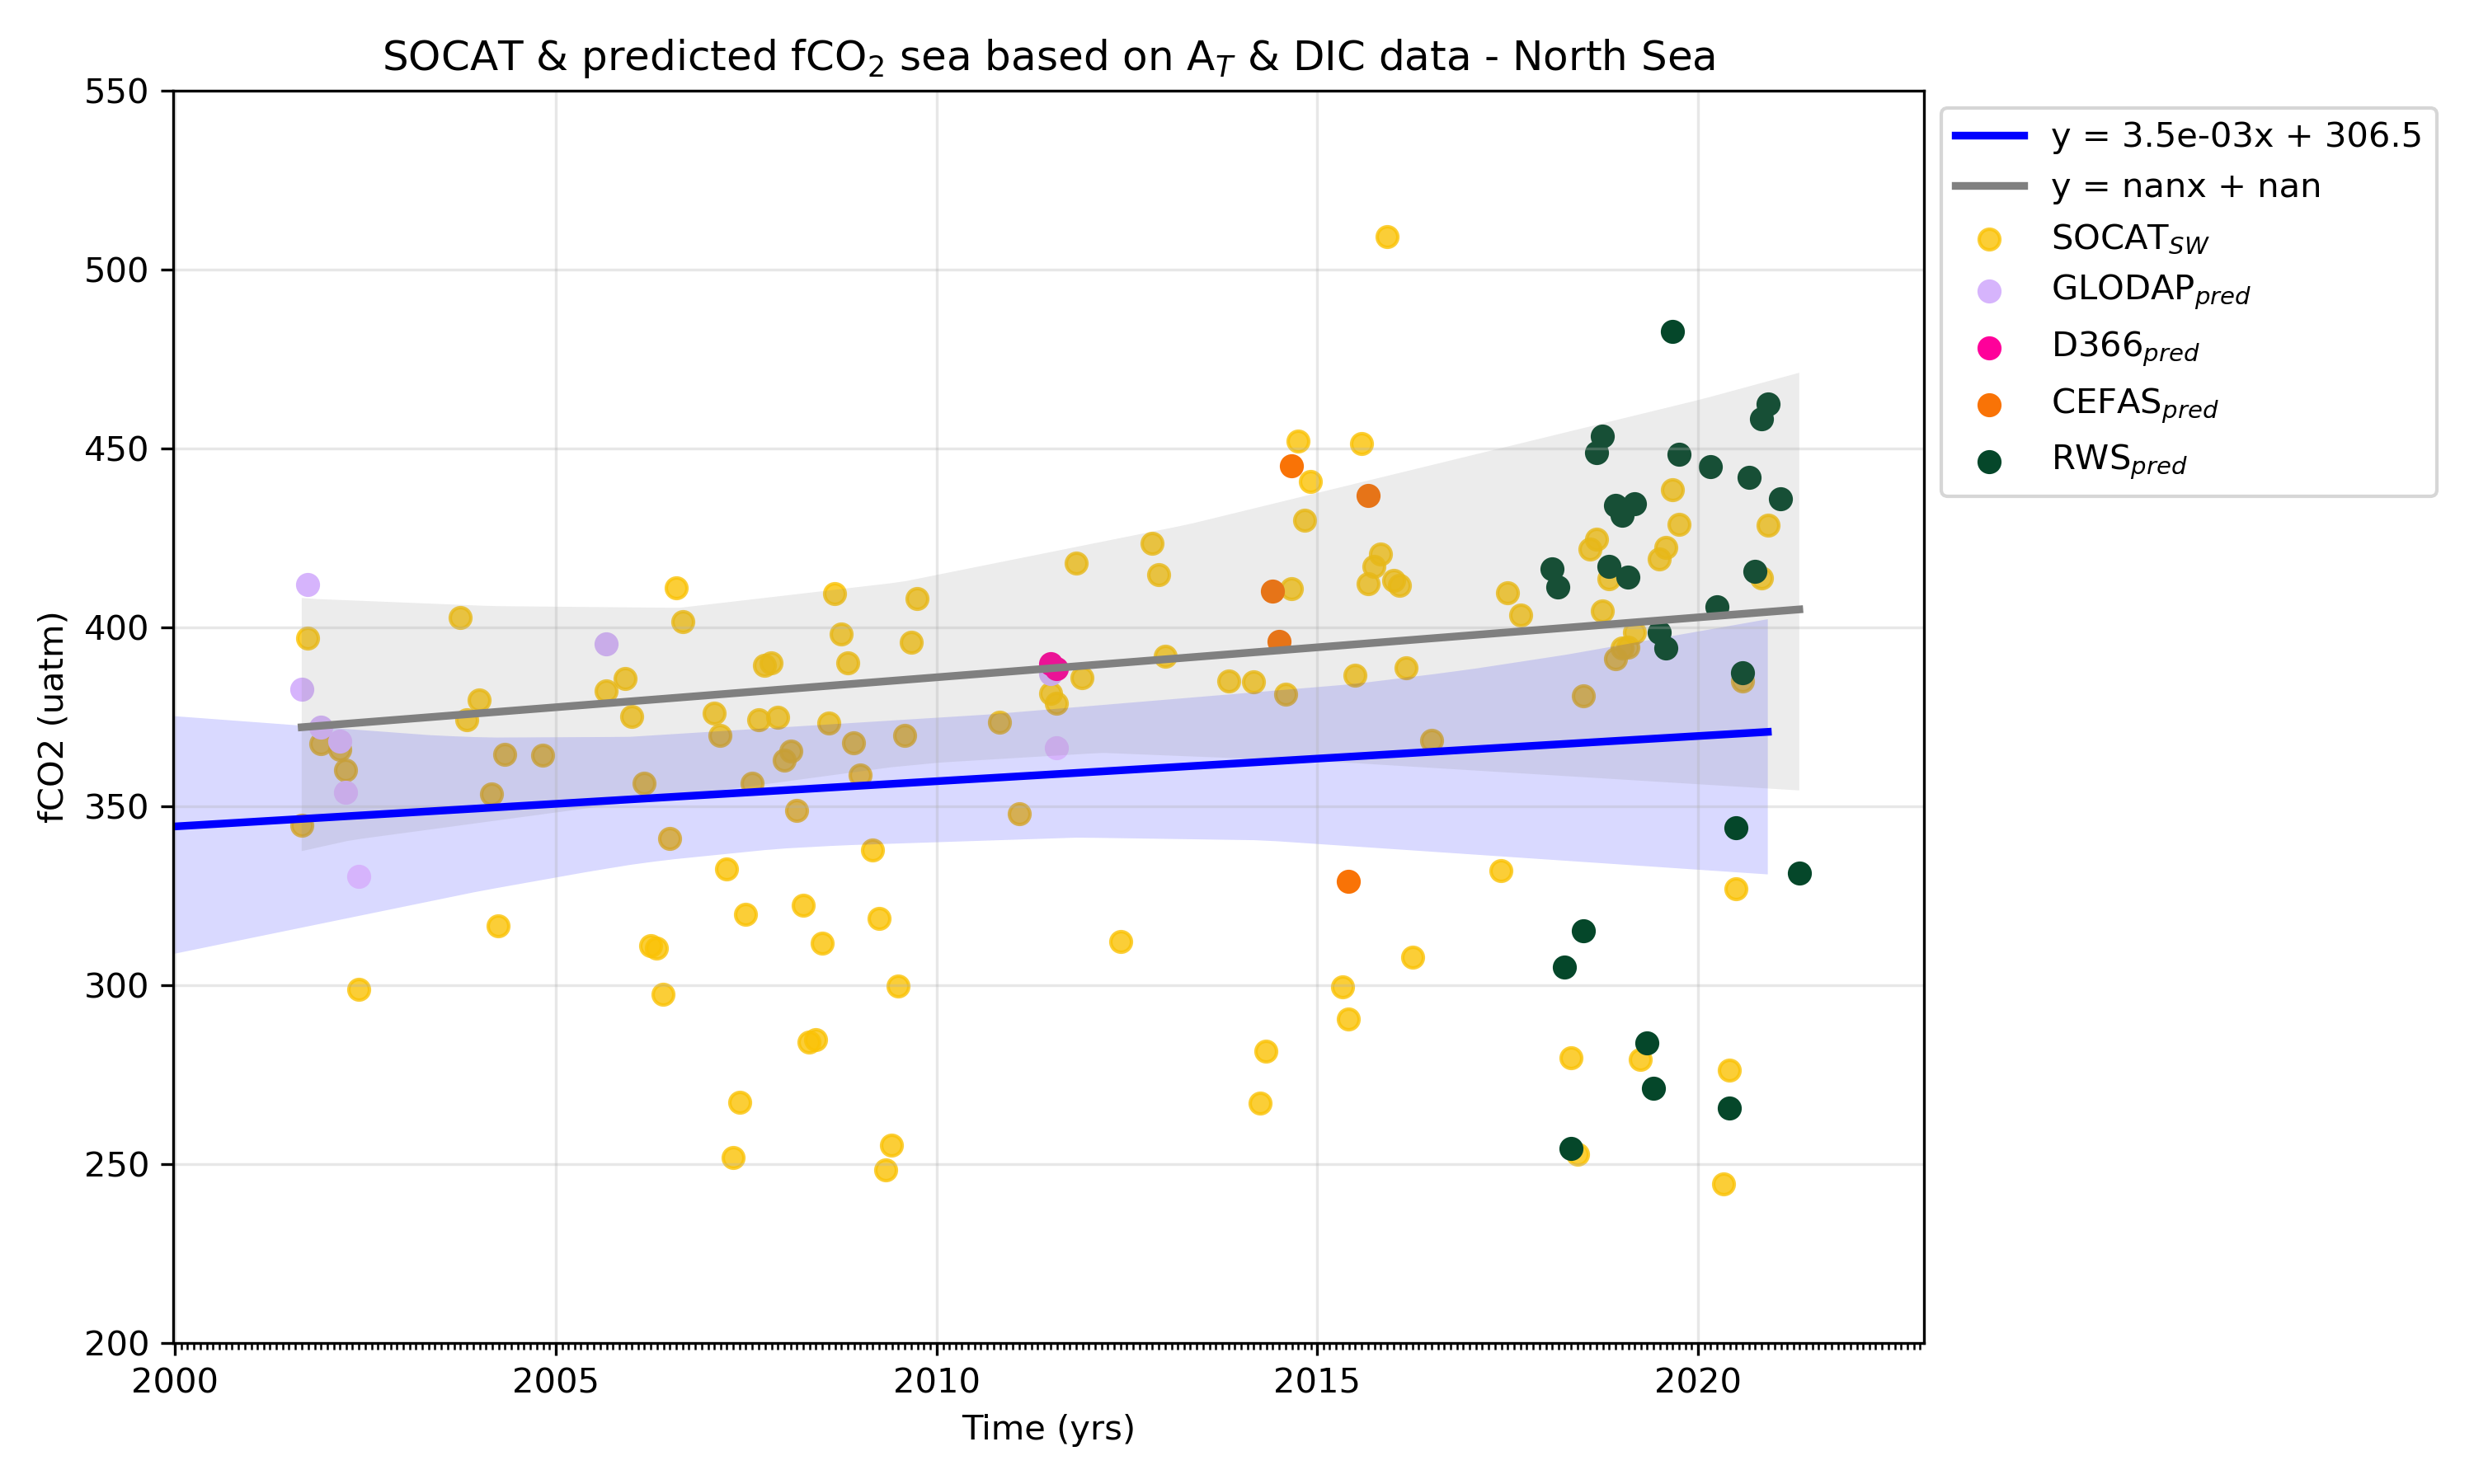 SOCAT & predicted fCO₂ sea based on A_T & DIC data - North Sea
550
500
450
400
350
300
250
200
fCO2 (uatm)
2000 2005 2010 2015 2020
Time (yrs)
y = 3.5e-03x + 306.5
y = nanx + nan
SOCAT_SW
GLODAP_pred
D366_pred
CEFAS_pred
RWS_pred